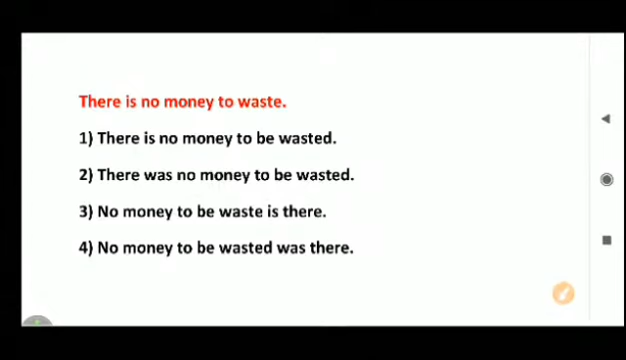 There is no money to waste.
1) There is no money to be wasted.
2) There was no money to be wasted.
3) No money to be waste is there.
4) No money to be wasted was there.